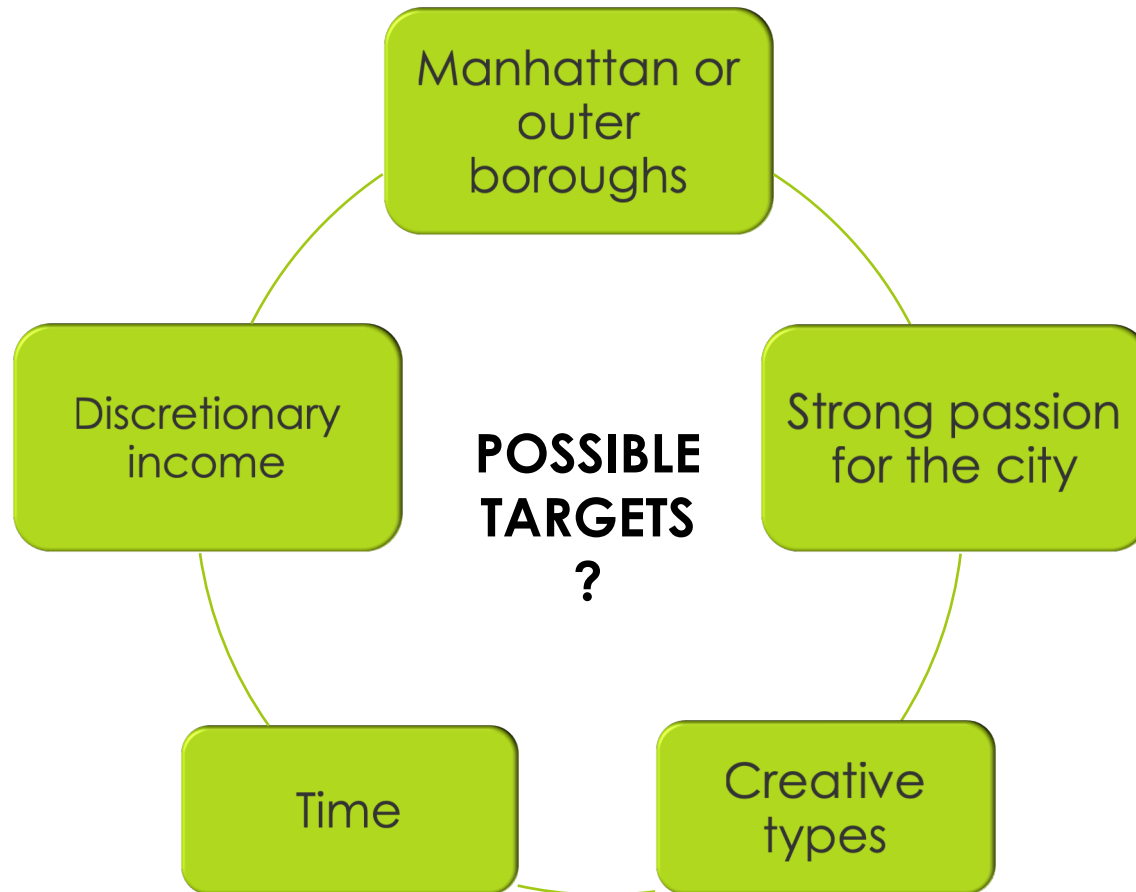 Manhattan or
outer
boroughs
Strong passion
for the city
Creative
types
Time
Discretionary
income
POSSIBLE
TARGETS
?